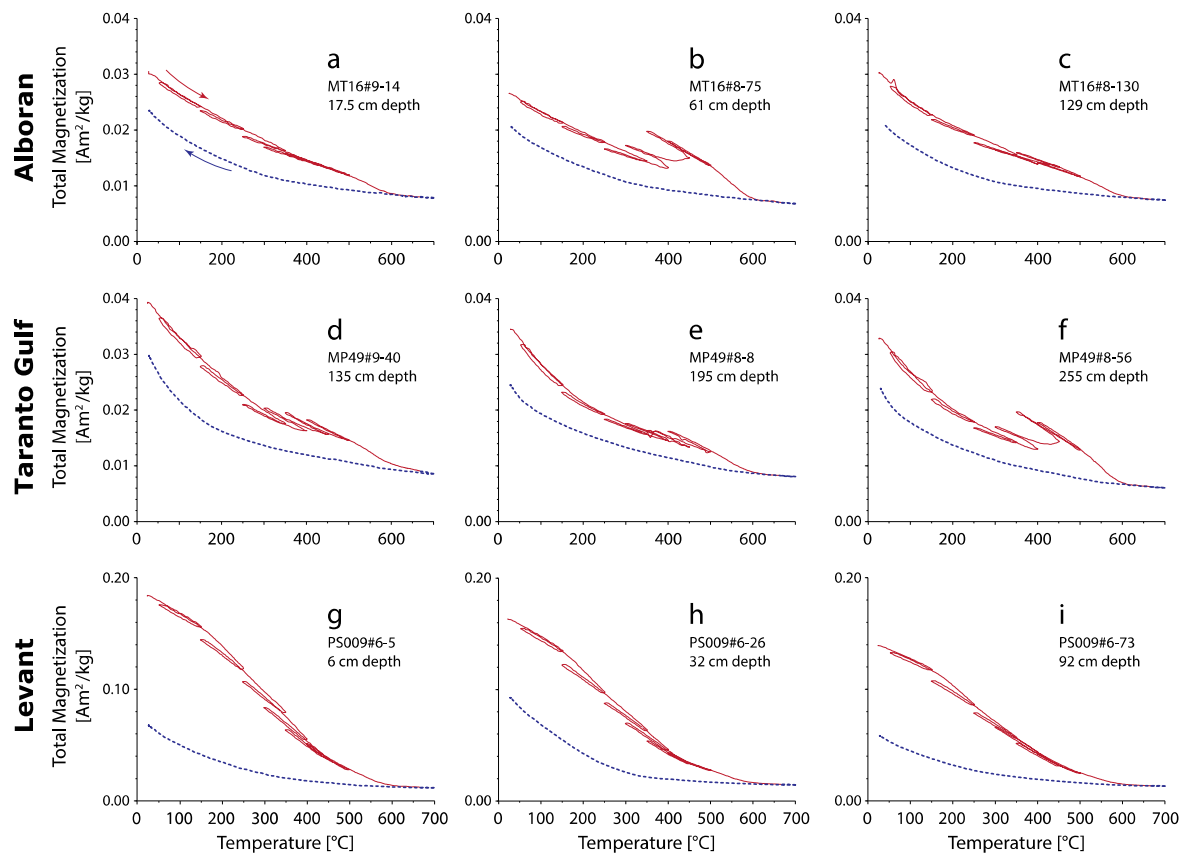 Alboran
Total Magnetization
[Am²/kg]
0.04
0.03
0.02
0.01
0.00
0 200 400 600
a
MT16#9-14
17.5 cm depth
0.04
0.00
0 200 400 600
b
MT16#8-75
61 cm depth
0.04
0.00
0 200 400 600
c
MT16#8-130
129 cm depth
Taranto Gulf
Total Magnetization
[Am²/kg]
0.04
0.03
0.02
0.01
0.00
0 200 400 600
d
MP49#9-40
135 cm depth
0.04
0.00
0 200 400 600
e
MP49#8-8
195 cm depth
0.04
0.00
0 200 400 600
f
MP49#8-56
255 cm depth
Levant
Total Magnetization
[Am²/kg]
0.20
0.10
0.00
0 100 200 300 400 500 600 700
Temperature [°C]
g
PS009#6-5
6 cm depth
0.20
0.00
0 100 200 300 400 500 600 700
Temperature [°C]
h
PS009#6-26
32 cm depth
0.20
0.00
0 100 200 300 400 500 600 700
Temperature [°C]
i
PS009#6-73
92 cm depth